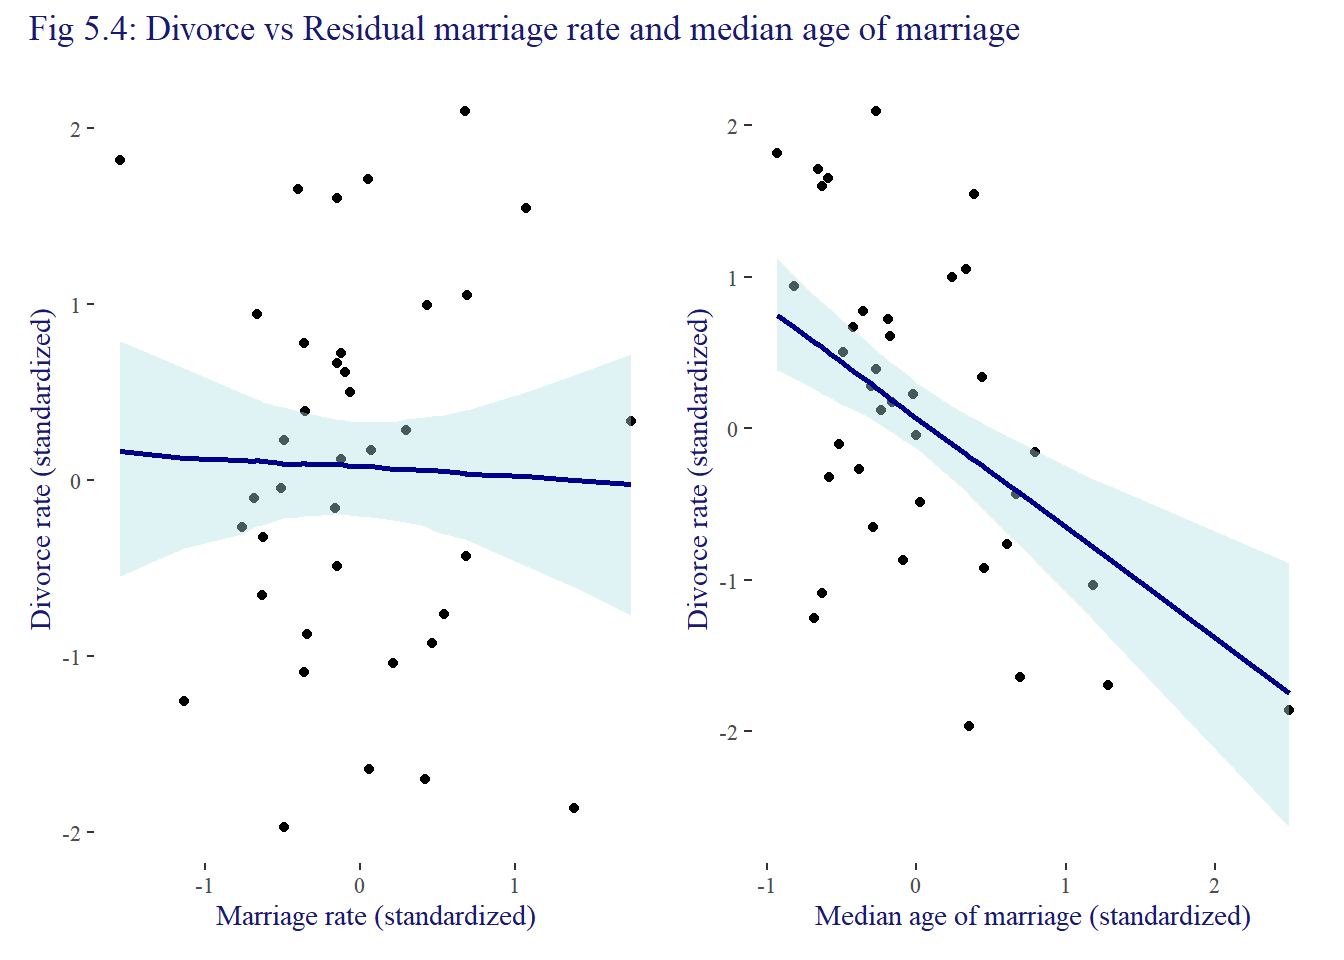 Fig 5.4: Divorce vs Residual marriage rate and median age of marriage
Divorce rate (standardized)
2
1
0
-1
-2
-1 0 1
Marriage rate (standardized)
Divorce rate (standardized)
2
1
0
-1
-2
-1 0 1 2
Median age of marriage (standardized)